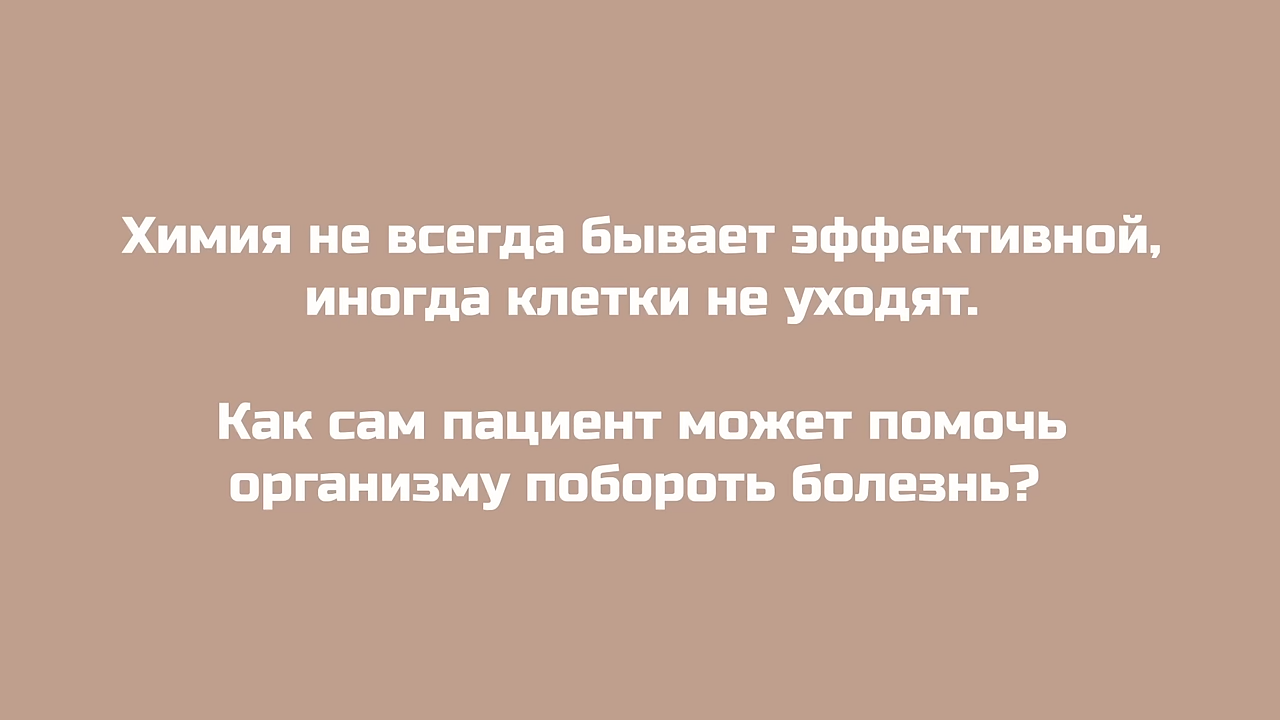 Химия не всегда бывает эффективной,
иногда клетки не уходят.
Как сам пациент может помочь
организму побороть болезнь?